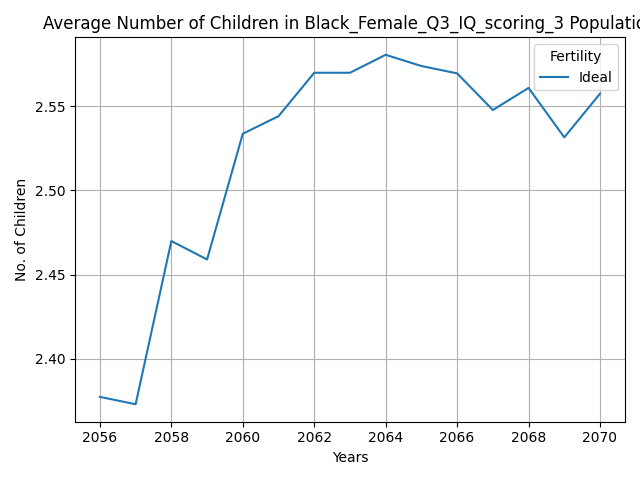 Average Number of Children in Black_Female_Q3_IQ_scoring_3 Populatio
Fertility
Ideal
2.55
2.50
2.45
2.40
No. of Children
2056 2058 2060 2062 2064 2066 2068 2070
Years